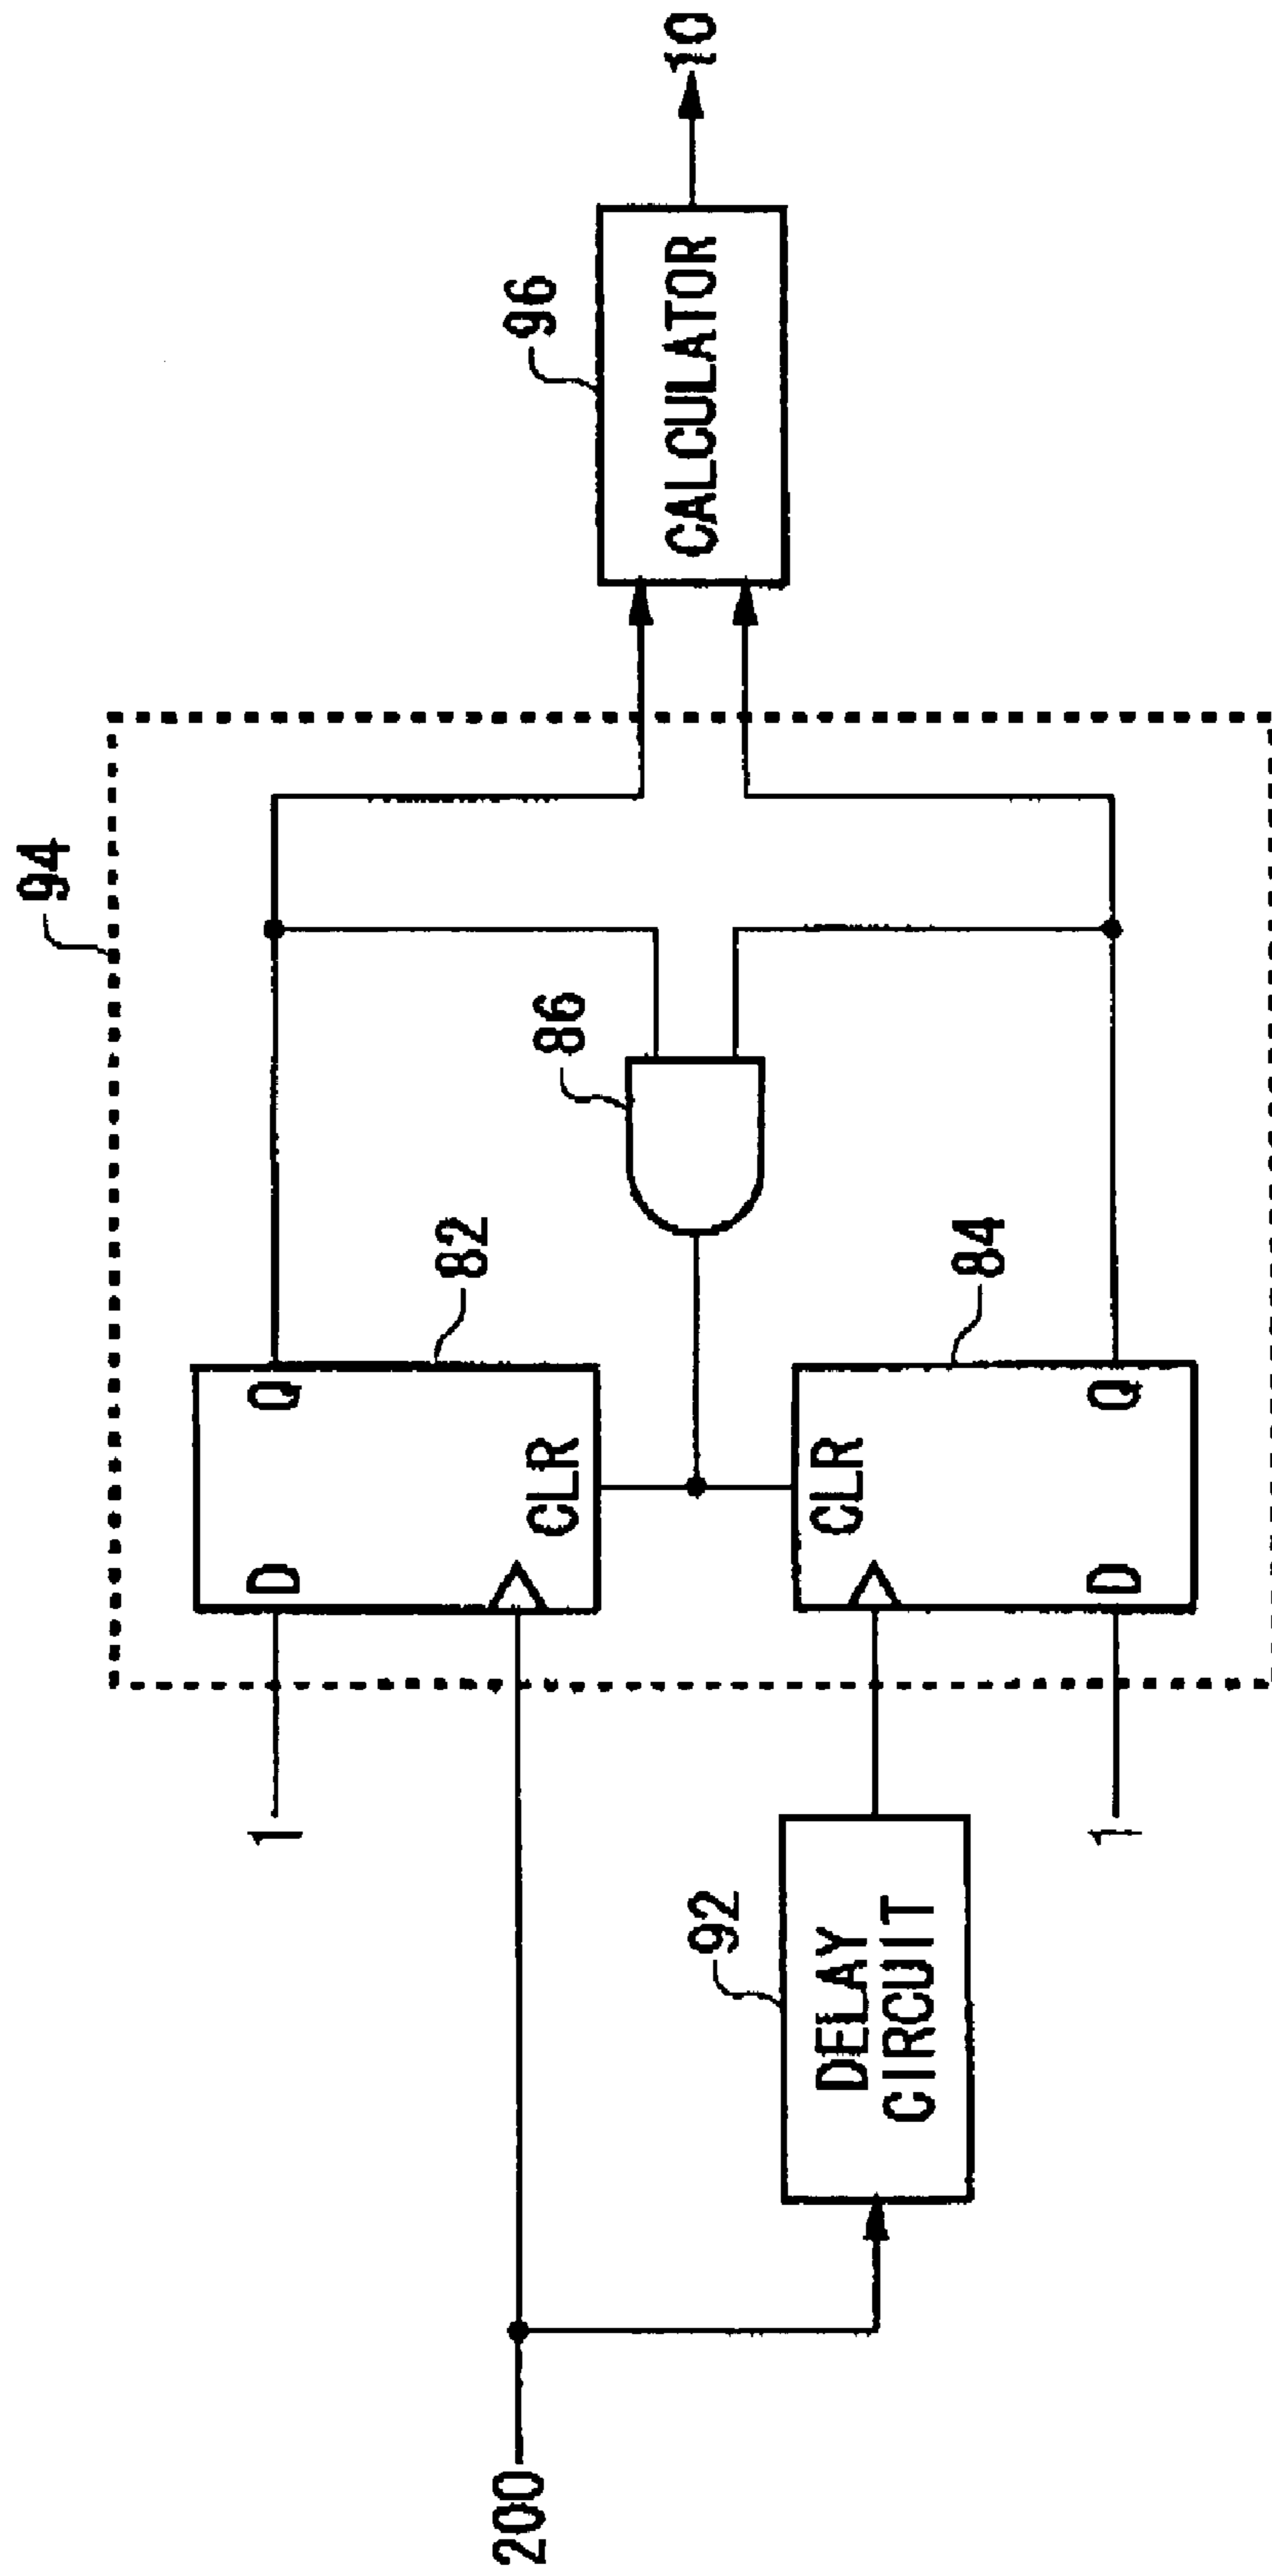 94
1
D
Q
82
CLR
200
86
96
CALCULATOR
10
92
DELAY
CIRCUIT
CLR
84
1
D
Q